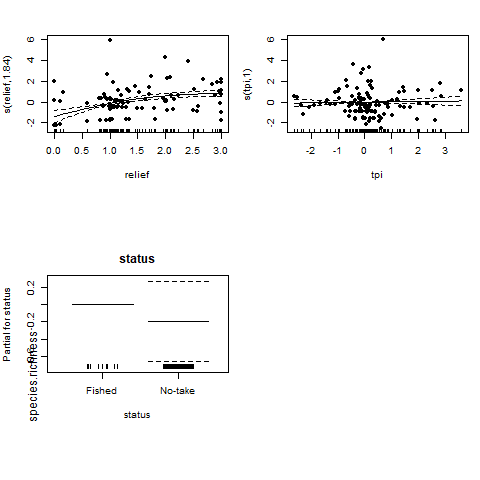 s(relief,1.84)
6
4
2
0
-2
0.0 0.5 1.0 1.5 2.0 2.5 3.0
relief
s(tpi,1)
6
4
2
0
-2
-2 -1 0 1 2 3
tpi
status
Partial for status
species.richness
0.2
-0.2
Fished No-take
status